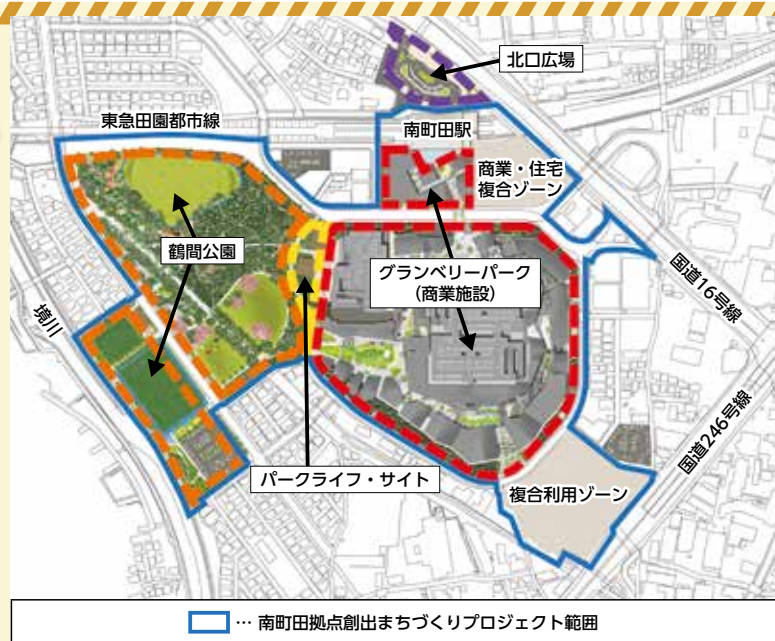 北口広場
東急田園都市線
南町田駅
商業・住宅
複合ゾーン
鶴間公園
グランベリーパーク
（商業施設）
国道16号線
境川
国道246号線
パークライフ・サイト
複合利用ゾーン
… 南町田拠点創出まちづくりプロジェクト範囲